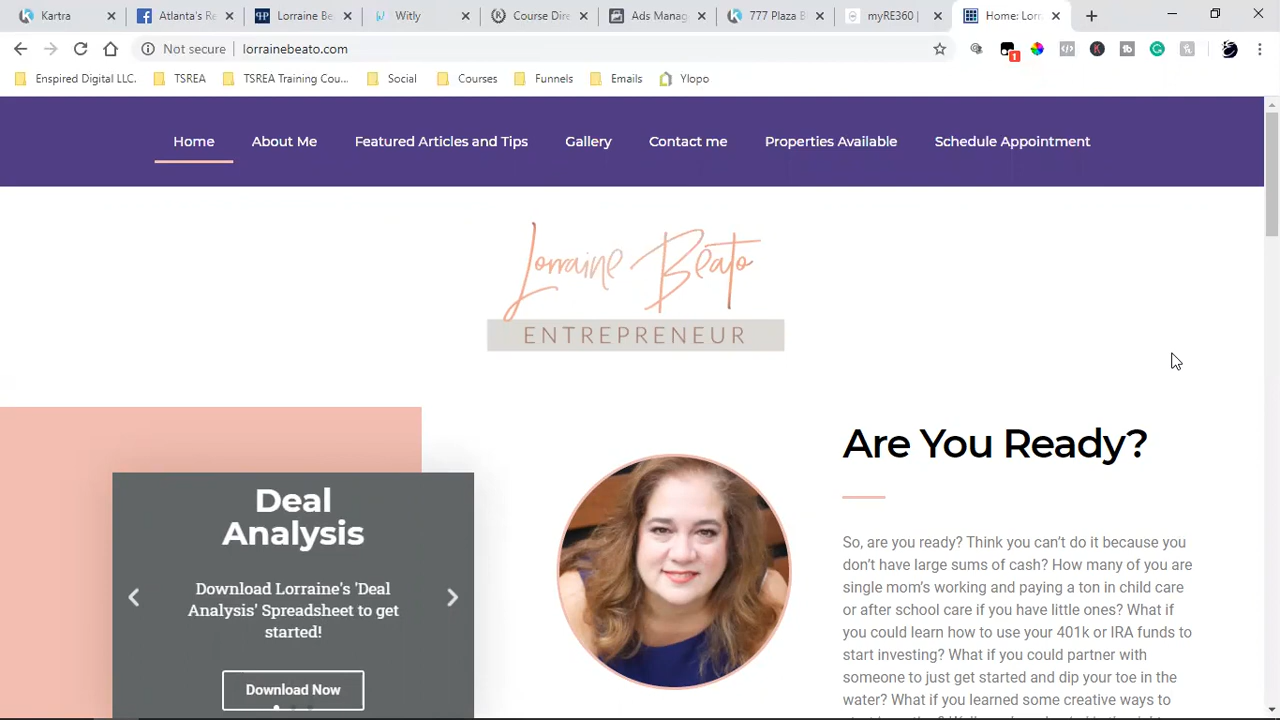 Kartra
Atlanta's R
Lorraine Be
Witly
Course Dire
Ads Manag
777 Plaza B
myRE360 |
Home: Lorr
Not secure | lorrainebeato.com
1
Enspired Digital LLC.
TSREA
TSREA Training Cou...
Social
Courses
Funnels
Emails
Ylopo
Home
About Me
Featured Articles and Tips
Gallery
Contact me
Properties Available
Schedule Appointment
Lorraine Beato
ENTREPRENEUR
Deal
Analysis
Download Lorraine's 'Deal
Analysis' Spreadsheet to get
started!
Download Now
Are You Ready?
So, are you ready? Think you can't do it because you
don't have large sums of cash? How many of you are
single mom's working and paying a ton in child care
or after school care if you have little ones? What if
you could learn how to use your 401k or IRA funds to
start investing? What if you could partner with
someone to just get started and dip your toe in the
water? What if you learned some creative ways to